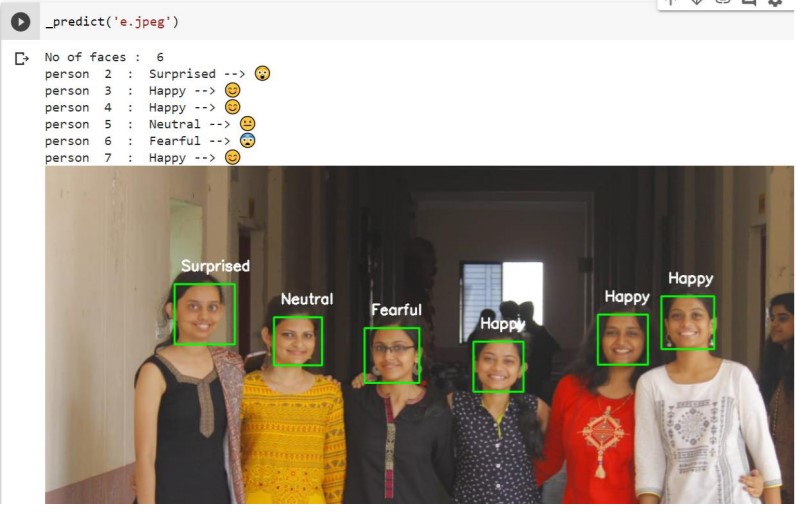 _predict('e.jpeg')
No of faces :  6
person  2  :  Surprised --> 😲
person  3  :  Happy --> 😊
person  4  :  Happy --> 😊
person  5  :  Neutral --> 😐
person  6  :  Fearful --> 😨
person  7  :  Happy --> 😊
Surprised
Neutral
Fearful
Happy
Happy
Happy